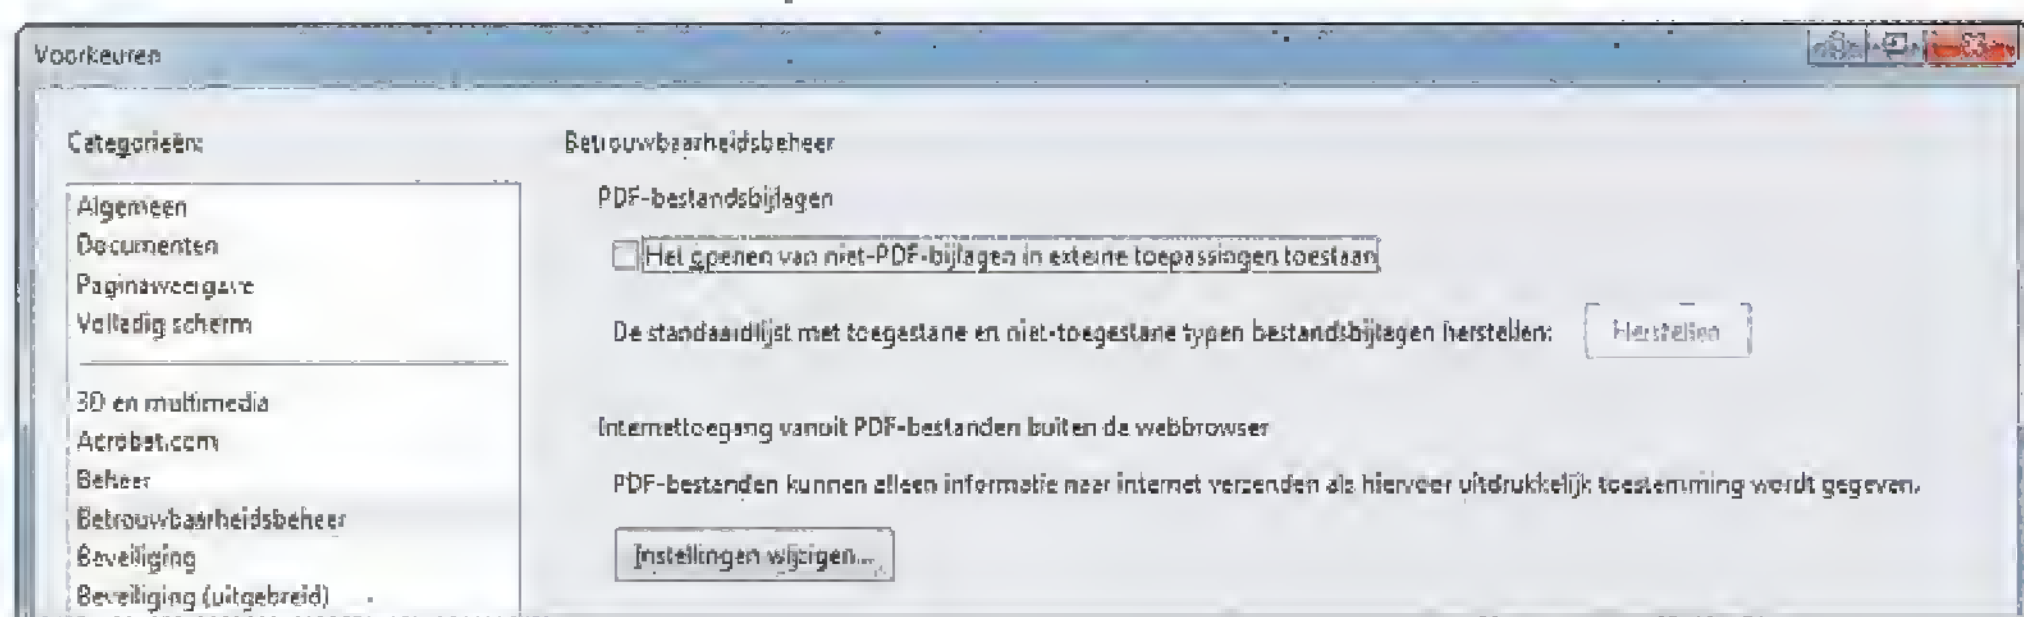 Voorkeuren
Categorieën:
Algemeen
Documenten
Paginaweergave
Volledig scherm
3D en multimedia
Acrobat.com
Beheer
Betrouwbaarheidsbeheer
Beveiliging
Beveiliging (uitgebreid)
Betrouwbaarheidsbeheer
PDF-bestandsbijlagen
Het openen van niet-PDF-bijlagen in externe toepassingen toestaan
De standaardlijst met toegestane en niet-toegestane typen bestandsbijlagen herstellen: Herstellen
Internettoegang vanuit PDF-bestanden buiten de webbrowser
PDF-bestanden kunnen alleen informatie naar internet verzenden als hiervoor uitdrukkelijk toestemming wordt gegeven.
Instellingen wijzigen...